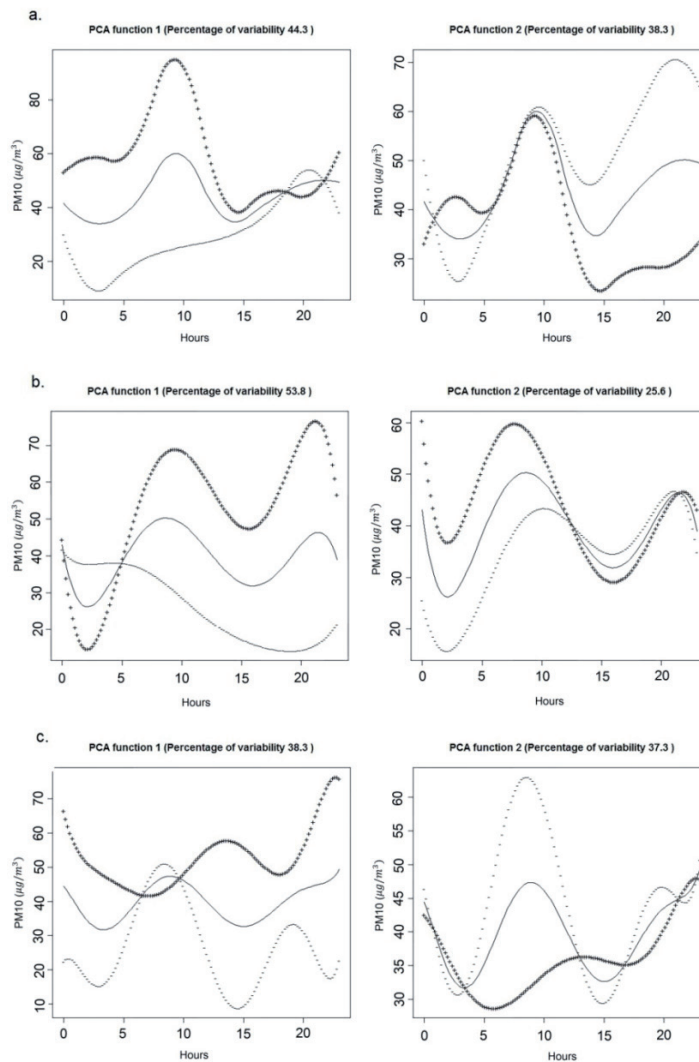 a.
PCA function 1 (Percentage of variability 44.3 )
PCA function 2 (Percentage of variability 38.3 )
PM10 (μg/m³)
20 40 60 80
0 5 10 15 20
Hours
PM10 (μg/m³)
30 40 50 60 70
0 5 10 15 20
Hours
b.
PCA function 1 (Percentage of variability 53.8 )
PCA function 2 (Percentage of variability 25.6 )
PM10 (μg/m³)
20 30 40 50 60 70
0 5 10 15 20
Hours
PM10 (μg/m³)
20 30 40 50 60
0 5 10 15 20
Hours
c.
PCA function 1 (Percentage of variability 38.3 )
PCA function 2 (Percentage of variability 37.3 )
PM10 (μg/m³)
10 20 30 40 50 60 70
0 5 10 15 20
Hours
PM10 (μg/m³)
30 35 40 45 50 55 60
0 5 10 15 20
Hours